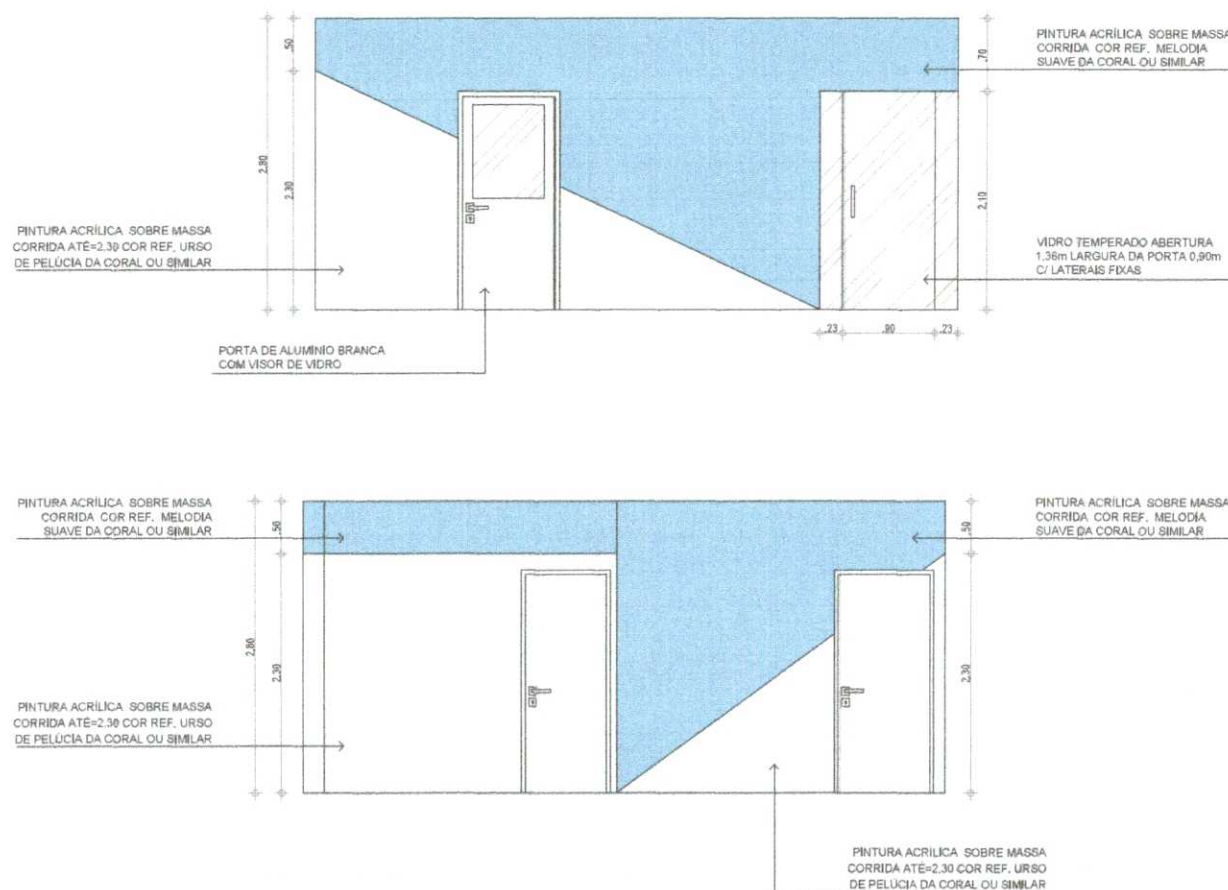 .50
2,80
2,30
PINTURA ACRÍLICA SOBRE MASSA
CORRIDA ATÉ=2.30 COR REF. URSO
DE PELÚCIA DA CORAL OU SIMILAR
PORTA DE ALUMÍNIO BRANCA
COM VISOR DE VIDRO
PINTURA ACRÍLICA SOBRE MASSA
CORRIDA COR REF. MELODIA
SUAVE DA CORAL OU SIMILAR
.70
2,10
VIDRO TEMPERADO ABERTURA
1,36m LARGURA DA PORTA 0,90m
C/ LATERAIS FIXAS
.23
.90
.23
PINTURA ACRÍLICA SOBRE MASSA
CORRIDA COR REF. MELODIA
SUAVE DA CORAL OU SIMILAR
.50
2,80
2,30
PINTURA ACRÍLICA SOBRE MASSA
CORRIDA ATÉ=2.30 COR REF. URSO
DE PELÚCIA DA CORAL OU SIMILAR
PINTURA ACRÍLICA SOBRE MASSA
CORRIDA COR REF. MELODIA
SUAVE DA CORAL OU SIMILAR
.50
2,30
PINTURA ACRÍLICA SOBRE MASSA
CORRIDA ATÉ=2.30 COR REF. URSO
DE PELÚCIA DA CORAL OU SIMILAR